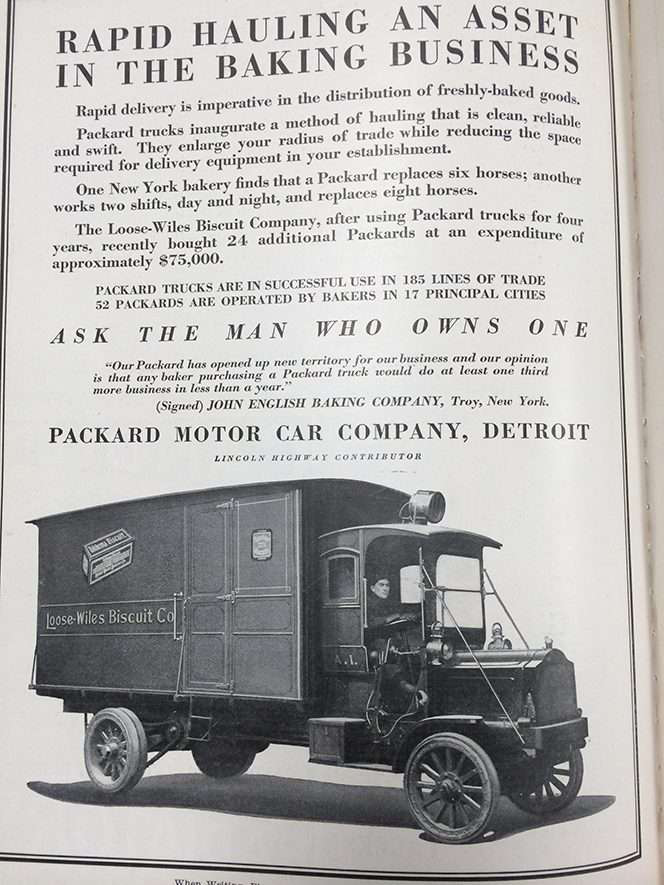 RAPID HAULING AN ASSET
IN THE BAKING BUSINESS
Rapid delivery is imperative in the distribution of freshly-baked goods.
Packard trucks inaugurate a method of hauling that is clean, reliable
and swift. They enlarge your radius of trade while reducing the space
required for delivery equipment in your establishment.
One New York bakery finds that a Packard replaces six horses; another
works two shifts, day and night, and replaces eight horses.
The Loose-Wiles Biscuit Company, after using Packard trucks for four
years, recently bought 24 additional Packards at an expenditure of
approximately $75,000.
PACKARD TRUCKS ARE IN SUCCESSFUL USE IN 185 LINES OF TRADE
52 PACKARDS ARE OPERATED BY BAKERS IN 17 PRINCIPAL CITIES
ASK THE MAN WHO OWNS ONE
"Our Packard has opened up new territory for our business and our opinion
is that any baker purchasing a Packard truck would do at least one third
more business in less than a year."
(Signed) JOHN ENGLISH BAKING COMPANY, Troy, New York.
PACKARD MOTOR CAR COMPANY, DETROIT
LINCOLN HIGHWAY CONTRIBUTOR
Loose-Wiles Biscuit Co
A.1.
When Writing